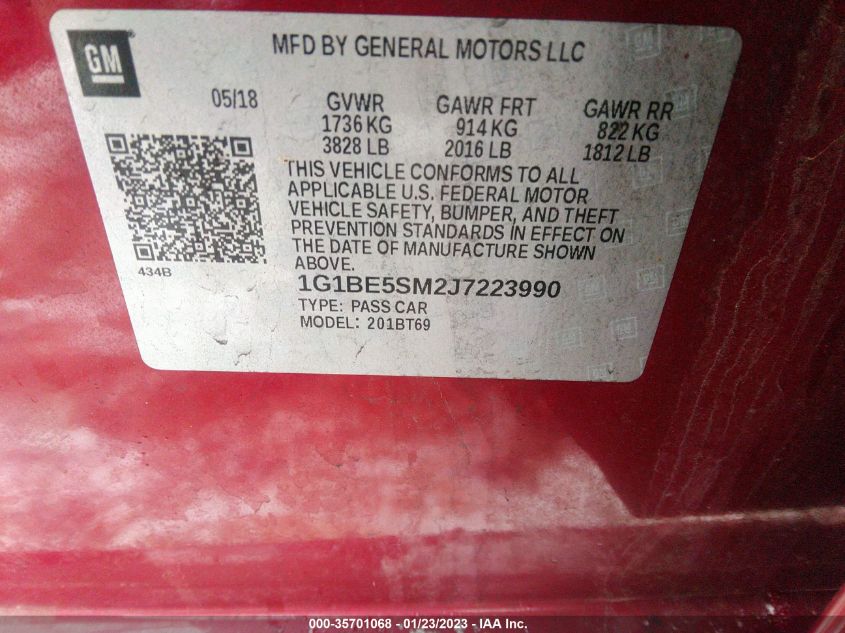 GM
MFD BY GENERAL MOTORS LLC
05/18 GVWR GAWR FRT GAWR RR
1736 KG 914 KG 822 KG
3828 LB 2016 LB 1812 LB
THIS VEHICLE CONFORMS TO ALL
APPLICABLE U.S. FEDERAL MOTOR
VEHICLE SAFETY, BUMPER, AND THEFT
PREVENTION STANDARDS IN EFFECT ON
THE DATE OF MANUFACTURE SHOWN
ABOVE.
434B
1G1BE5SM2J7223990
TYPE: PASS CAR
MODEL: 201BT69
000-35701068 - 01/23/2023 - IAA Inc.